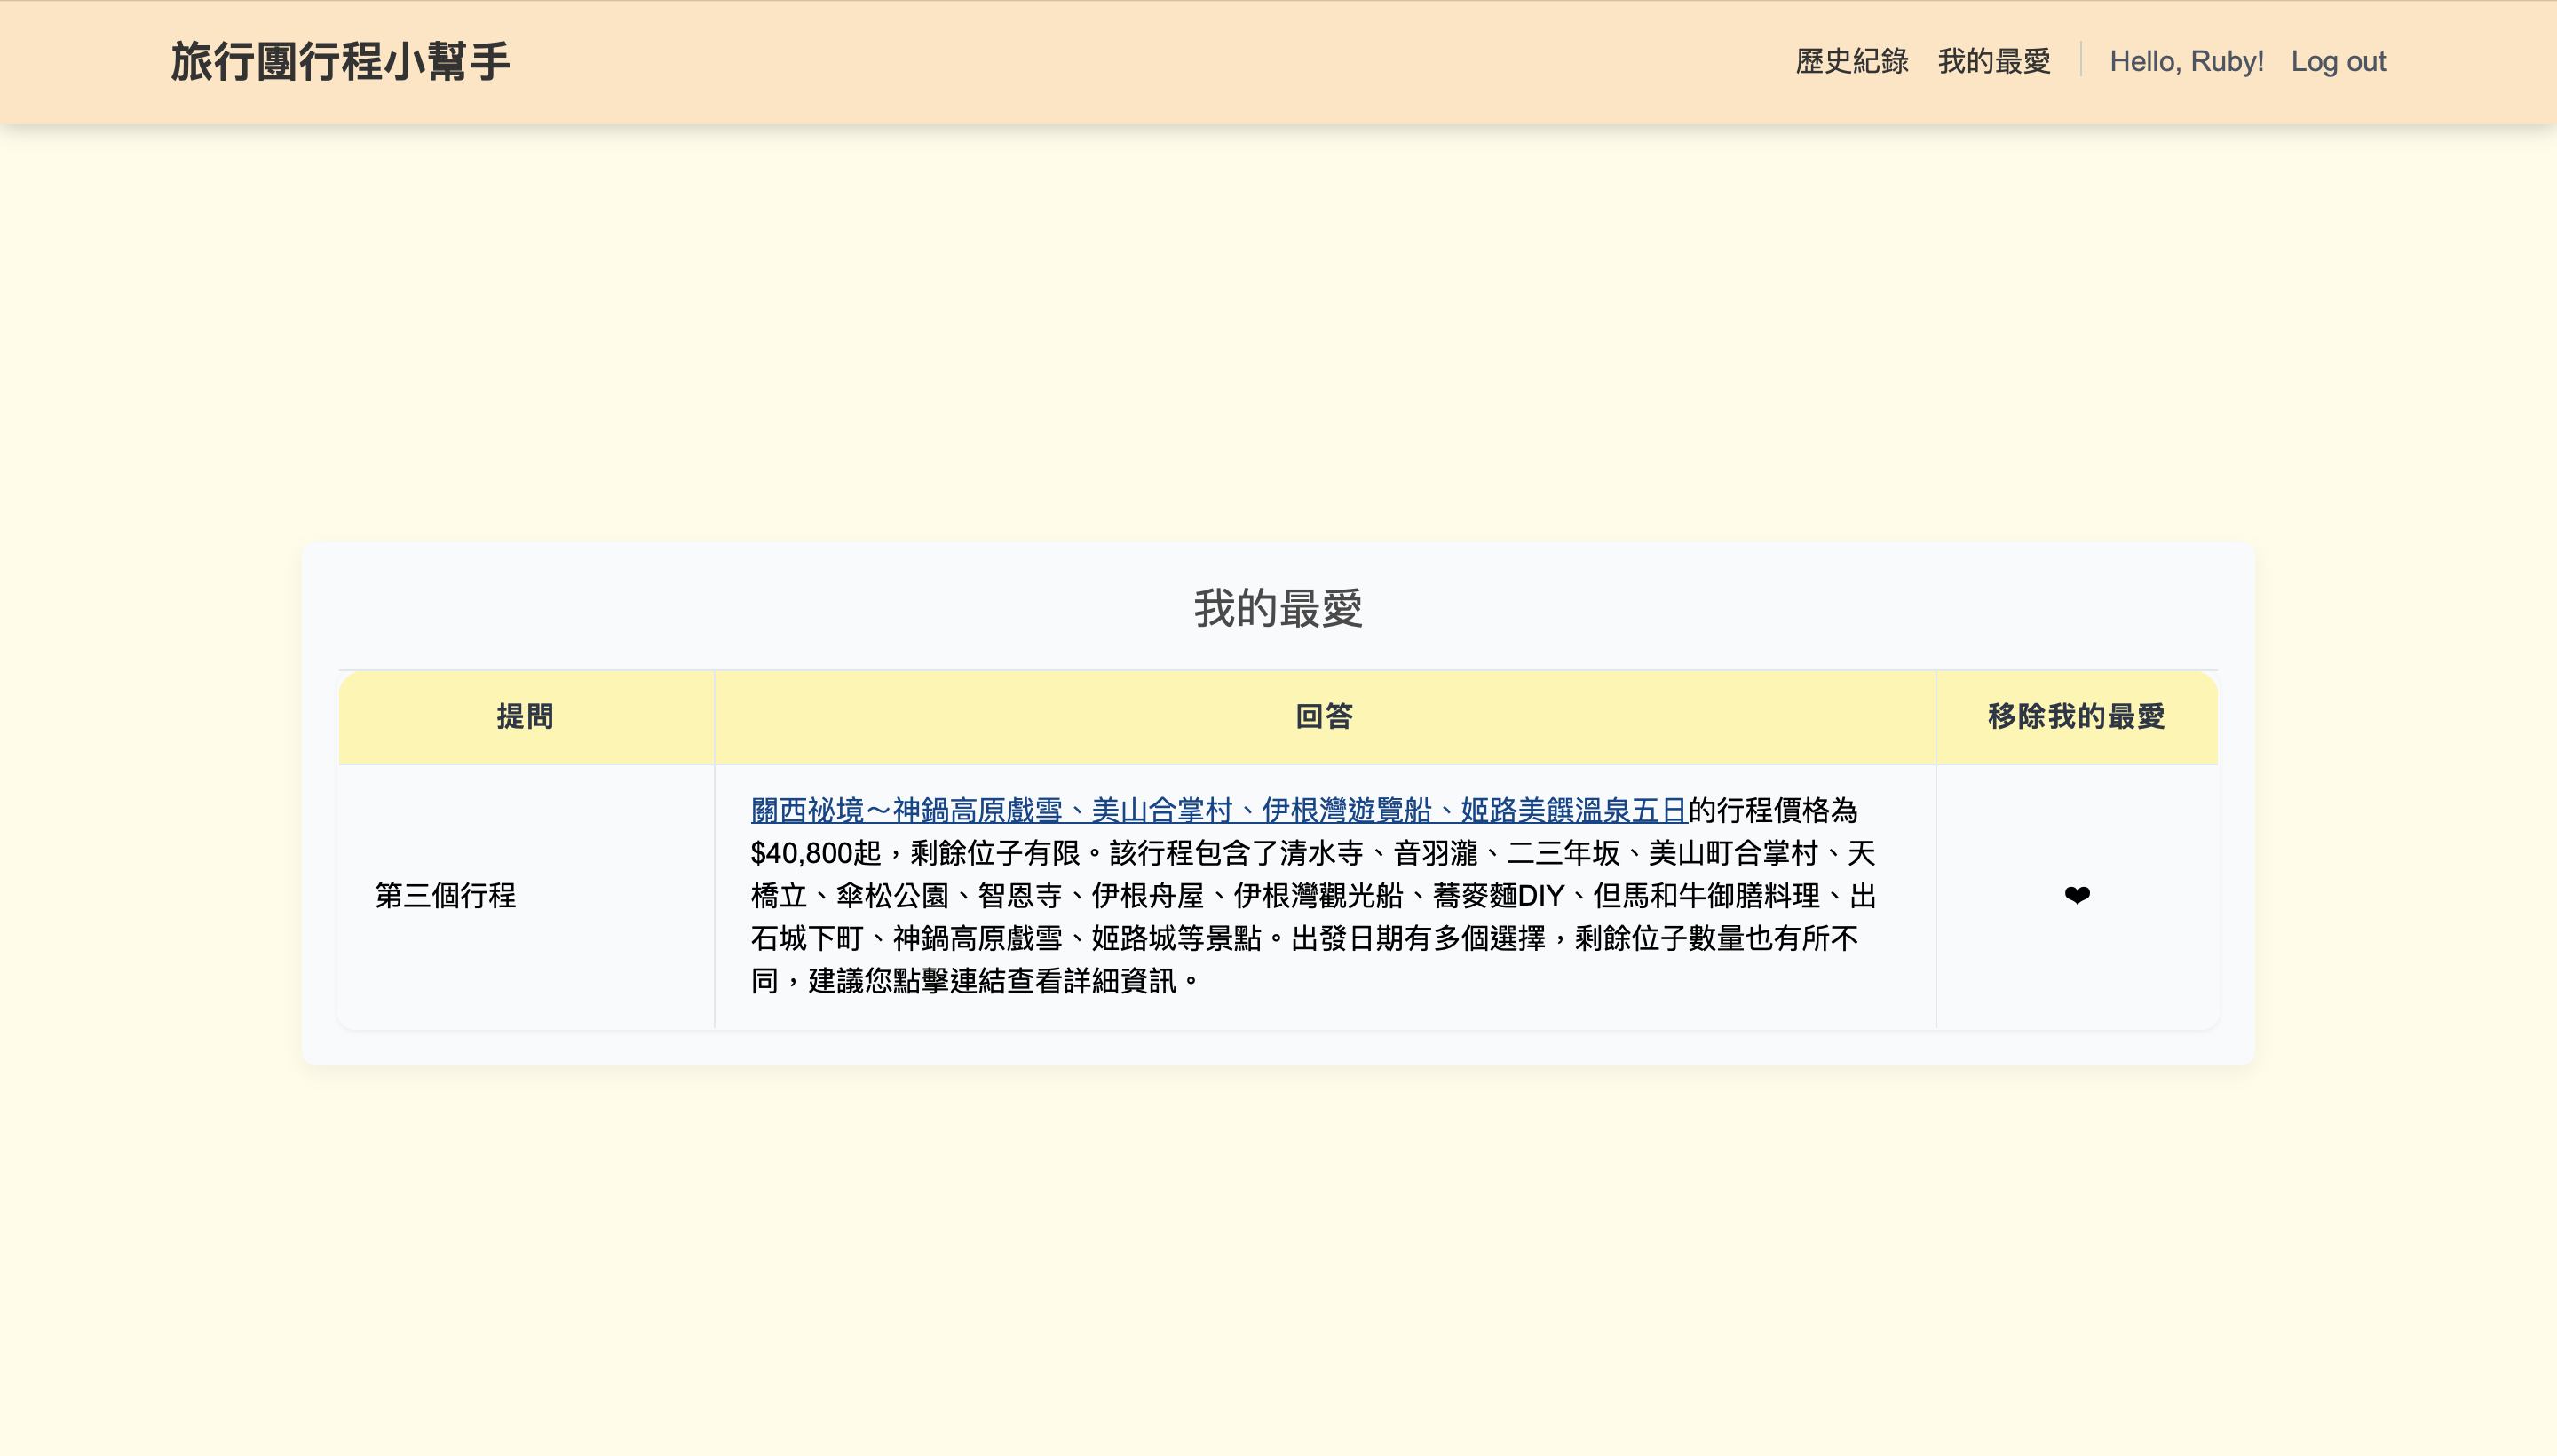 旅行團行程小幫手
歷史紀錄 我的最愛 Hello, Ruby! Log out
我的最愛
提問 回答 移除我的最愛
第三個行程
關西祕境～神鍋高原戲雪、美山合掌村、伊根灣遊覽船、姬路美饌溫泉五日的行程價格為
$40,800起，剩餘位子有限。該行程包含了清水寺、音羽瀧、二三年坂、美山町合掌村、天
橋立、傘松公園、智恩寺、伊根舟屋、伊根灣觀光船、蕎麥麵DIY、但馬和牛御膳料理、出
石城下町、神鍋高原戲雪、姬路城等景點。出發日期有多個選擇，剩餘位子數量也有所不
同，建議您點擊連結查看詳細資訊。